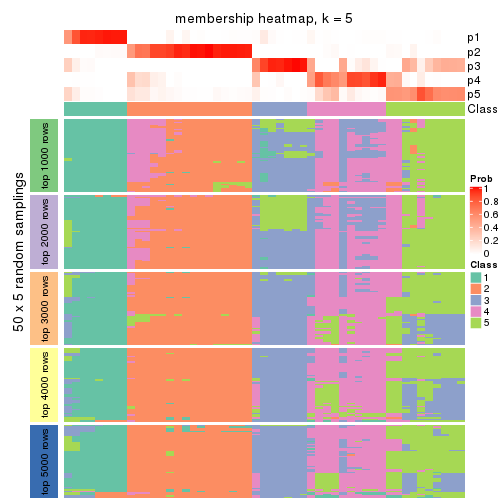 membership heatmap, k = 5
p1
p2
p3
p4
p5
Class
50 x 5 random samplings
top 1000 rows
top 2000 rows
top 3000 rows
top 4000 rows
top 5000 rows
Prob
1
0.8
0.6
0.4
0.2
0
Class
1
2
3
4
5